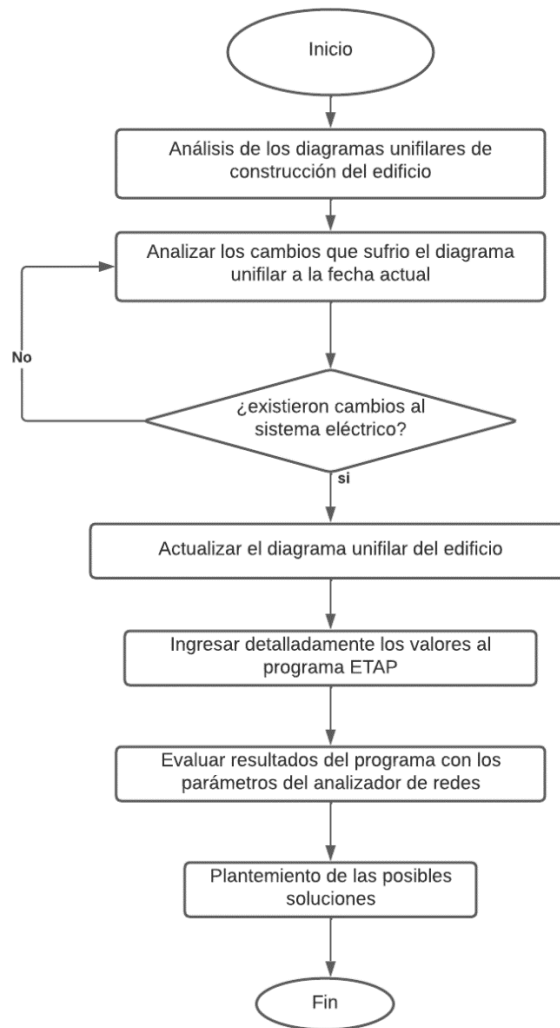 Inicio
Análisis de los diagramas unifilares de
construcción del edificio
Analizar los cambios que sufrio el diagrama
unifilar a la fecha actual
No
¿existieron cambios al
sistema eléctrico?
si
Actualizar el diagrama unifilar del edificio
Ingresar detalladamente los valores al
programa ETAP
Evaluar resultados del programa con los
parámetros del analizador de redes
Plantemiento de las posibles
soluciones
Fin